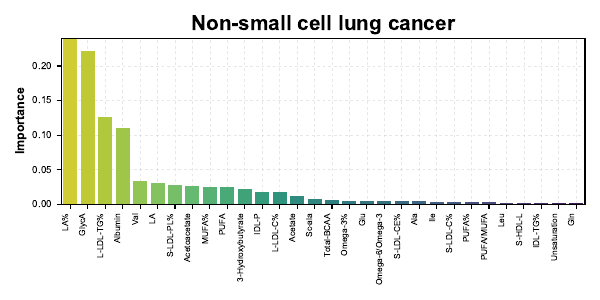 Non-small cell lung cancer
Importance
0.20
0.15
0.10
0.05
0.00
LA%
GlycA
L-LDL-TG%
Albumin
Val
LA
S-LDL-PL%
Acetoacetate
MUFA%
PUFA
3-Hydroxybutyrate
IDL-P
L-LDL-C%
Acetate
Total-BCAA
Omega-3%
Glu
Omega-6/Omega-3
S-LDL-CE%
Ala
Ile
S-LDL-C%
PUFA%
PUFA/MUFA
Leu
S-HDL-L
IDL-TG%
Unsaturation
Gln